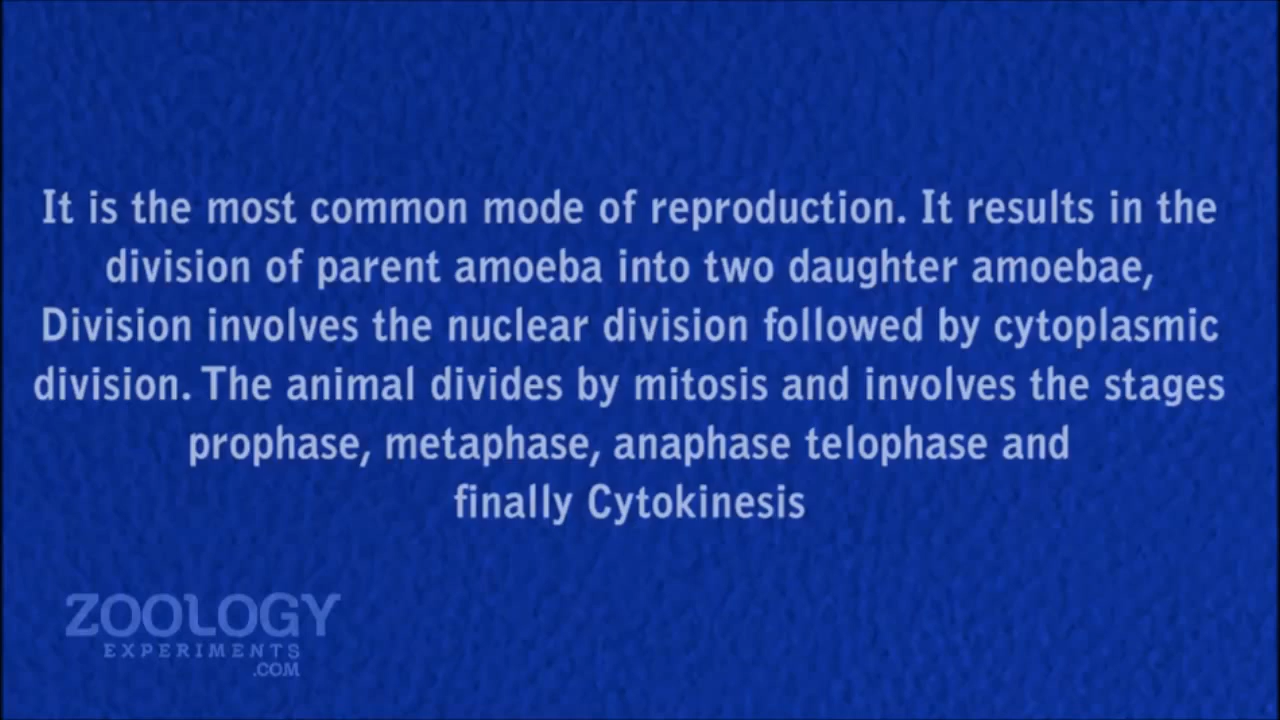 It is the most common mode of reproduction. It results in the
division of parent amoeba into two daughter amoebae,
Division involves the nuclear division followed by cytoplasmic
division. The animal divides by mitosis and involves the stages
prophase, metaphase, anaphase telophase and
finally Cytokinesis
ZOOLOGY
EXPERIMENTS
.COM